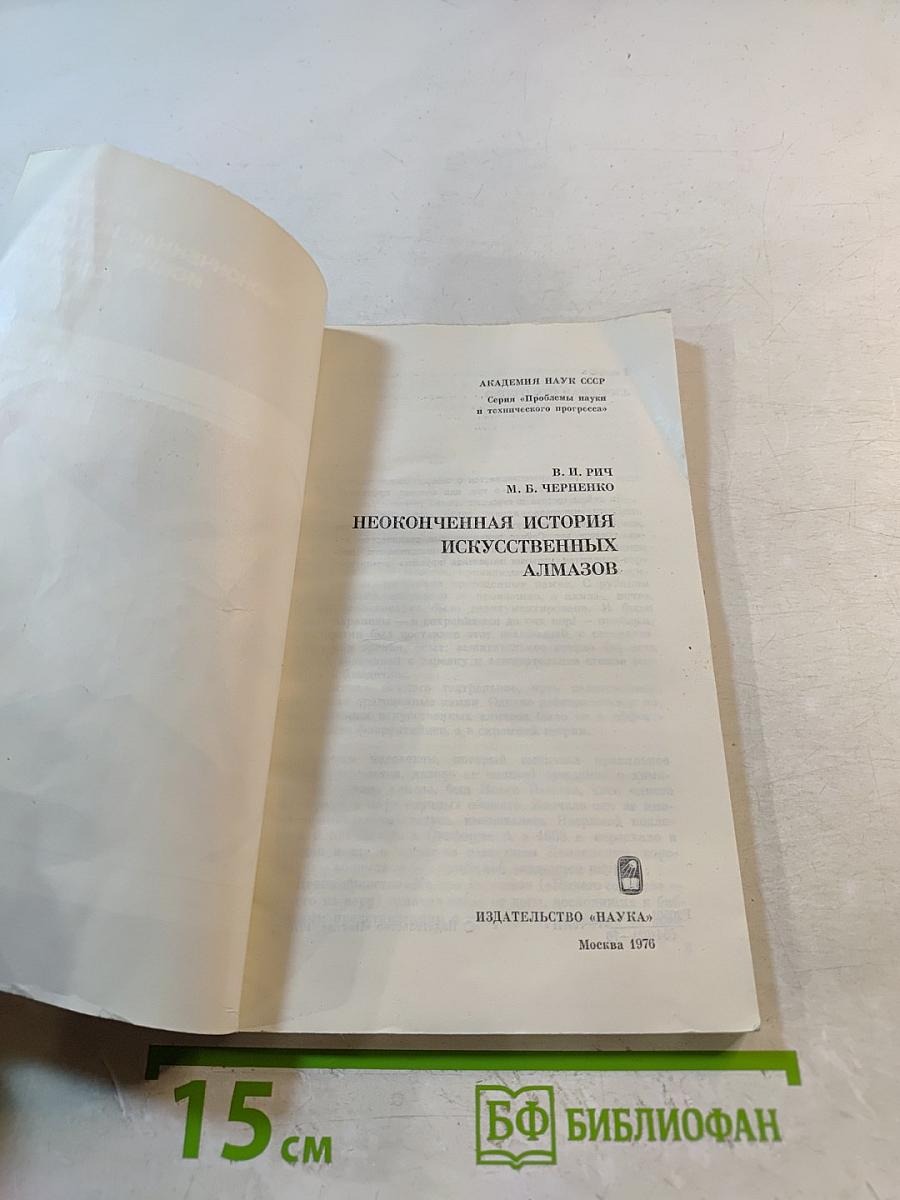 АКАДЕМИЯ НАУК СССР
Серия «Проблемы науки
и технического прогресса»
В. И. РИЧ
М. Б. ЧЕРНЕНКО
НЕОКОНЧЕННАЯ ИСТОРИЯ
ИСКУССТВЕННЫХ
АЛМАЗОВ
ИЗДАТЕЛЬСТВО «НАУКА»
Москва 1976
15 см
БФ БИБЛИОФАН